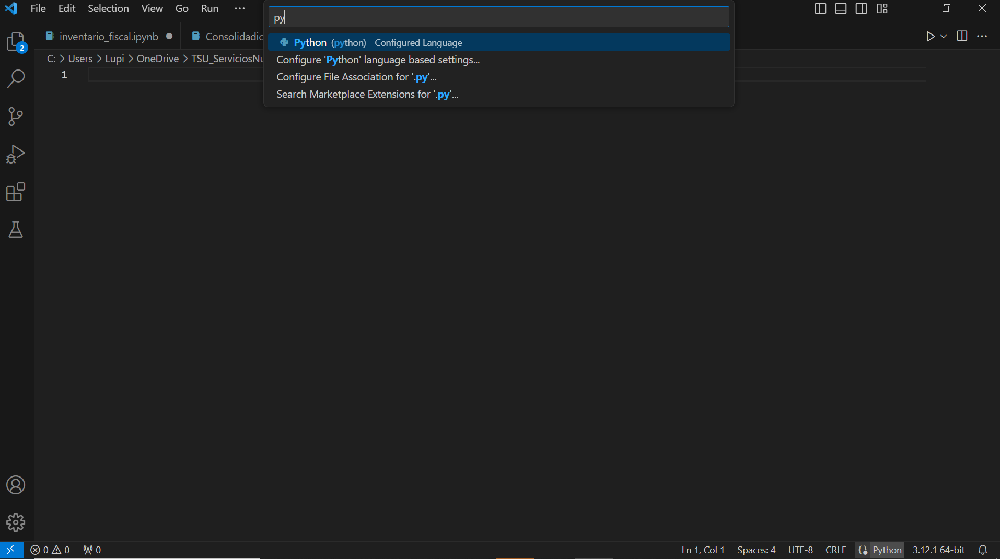 File Edit Selection View Go Run ···
py
inventario_fiscal.ipynb
Consolidadic
Python (python) - Configured Language
Configure 'Python' language based settings...
Configure File Association for '.py'...
Search Marketplace Extensions for '.py'...
C: > Users > Lupi > OneDrive > TSU_ServiciosNu
1
2
0 0 0
Ln 1, Col 1 Spaces: 4 UTF-8 CRLF {} Python 3.12.1 64-bit